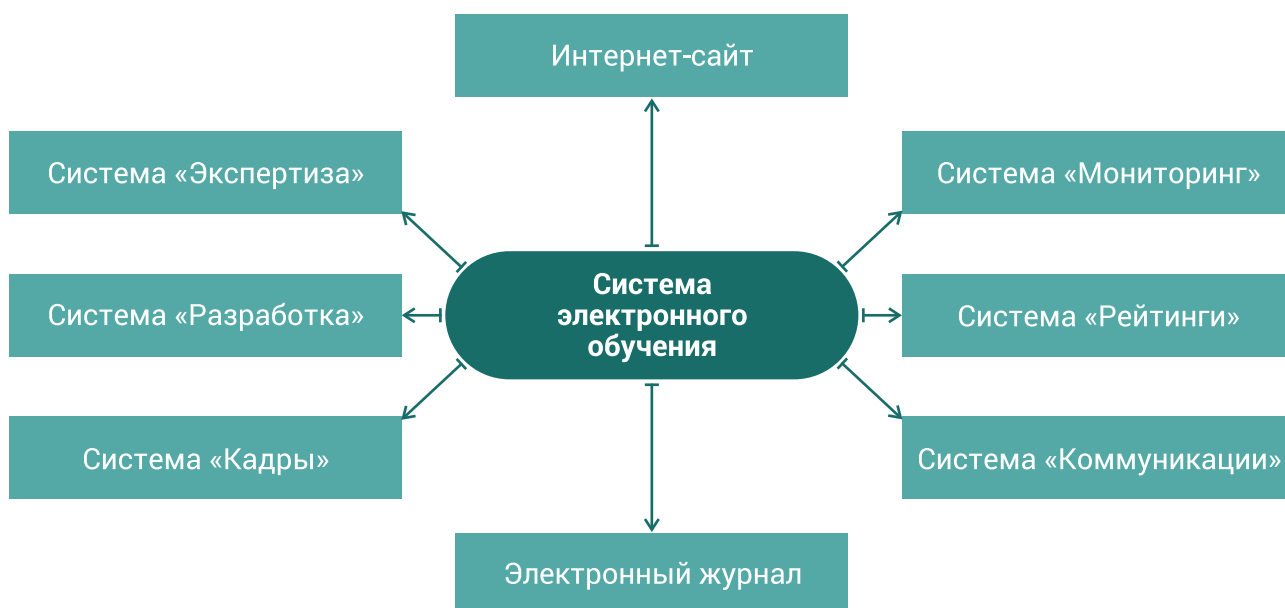 Интернет-сайт
Система «Экспертиза»
Система «Мониторинг»
Система
электронного
обучения
Система «Разработка»
Система «Рейтинги»
Система «Кадры»
Система «Коммуникации»
Электронный журнал